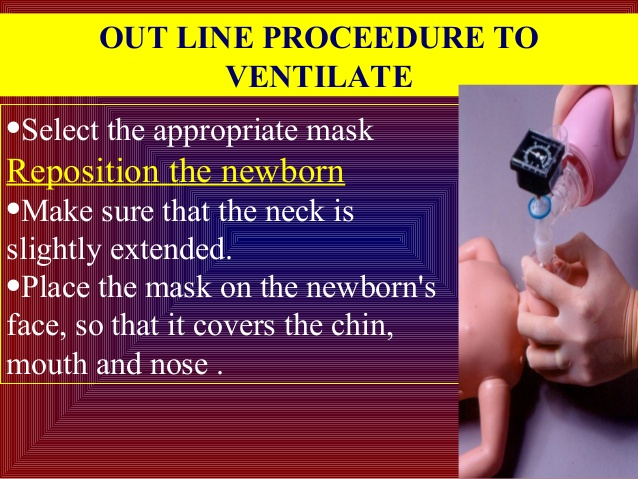 OUT LINE PROCEEDURE TO
VENTILATE
•Select the appropriate mask
Reposition the newborn
•Make sure that the neck is
slightly extended.
•Place the mask on the newborn's
face, so that it covers the chin,
mouth and nose .